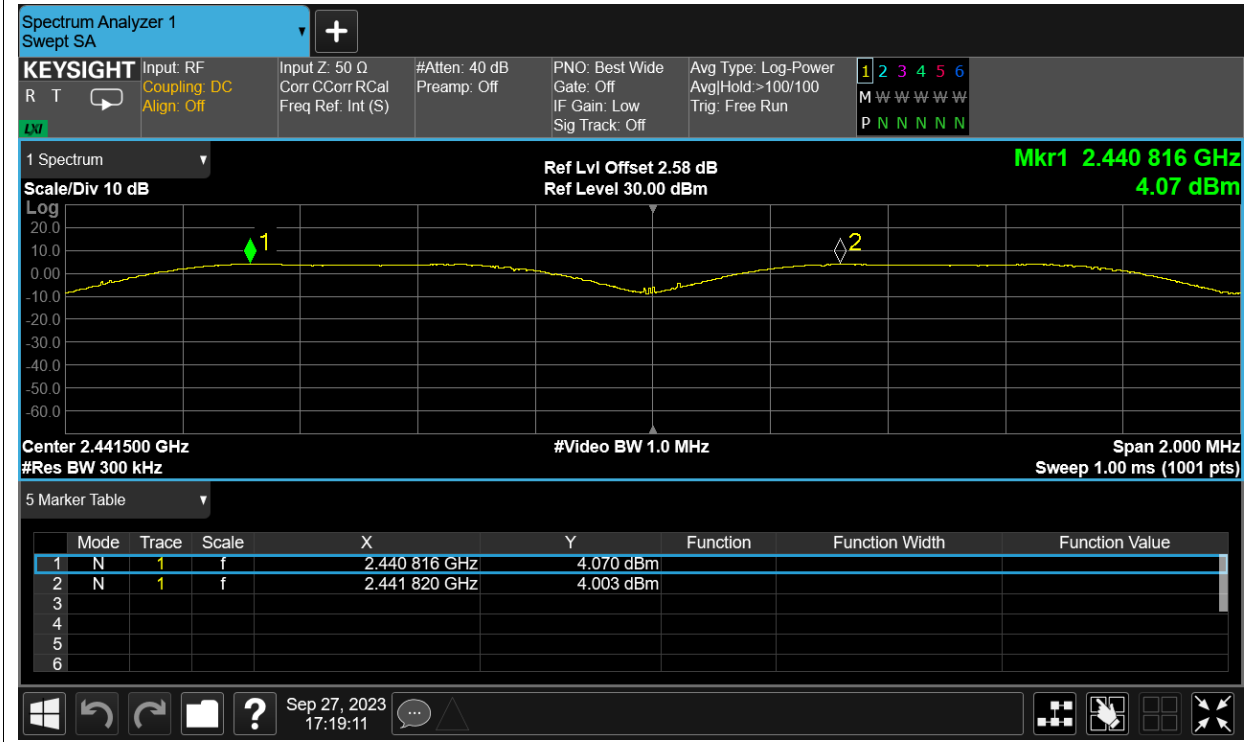 Spectrum Analyzer 1
Swept SA
+
KEYSIGHT Input: RF Input Z: 50 Ω #Atten: 40 dB PNO: Best Wide Avg Type: Log-Power 1 2 3 4 5 6
R T Coupling: DC Corr CCorr RCal Preamp: Off Gate: Off Avg|Hold:>100/100 M W W W W W W
Align: Off Freq Ref: Int (S) IF Gain: Low Trig: Free Run
LXI Sig Track: Off P N N N N N N
1 Spectrum Ref Lvl Offset 2.58 dB Mkr1 2.440 816 GHz
Scale/Div 10 dB Ref Level 30.00 dBm 4.07 dBm
Log
20.0
1 2
10.0
0.00
-10.0
-20.0
-30.0
-40.0
-50.0
-60.0
Center 2.441500 GHz #Video BW 1.0 MHz Span 2.000 MHz
#Res BW 300 kHz Sweep 1.00 ms (1001 pts)
5 Marker Table
Mode Trace Scale X Y Function Function Width Function Value
1 N 1 f 2.440 816 GHz 4.070 dBm
2 N 1 f 2.441 820 GHz 4.003 dBm
3
4
5
6
? Sep 27, 2023
17:19:11